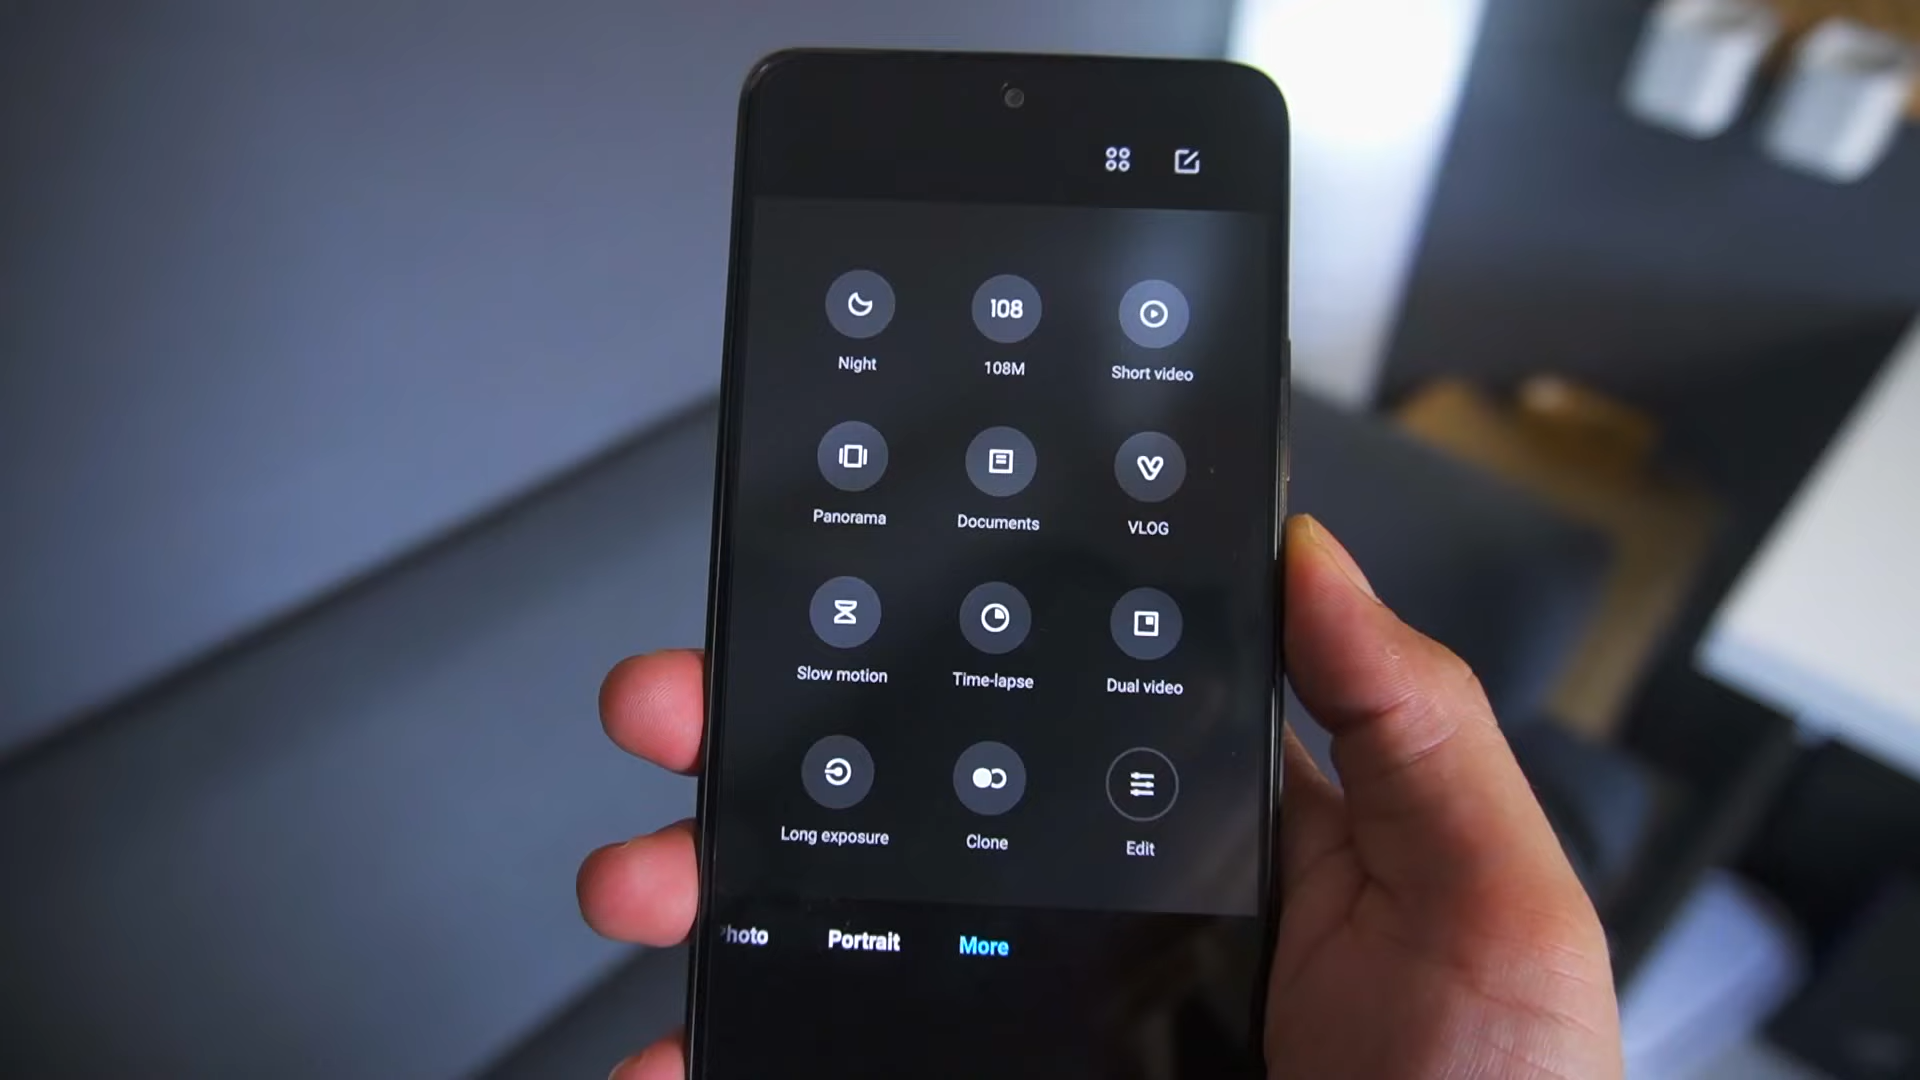 108
Night
108M
Short video
Panorama
Documents
VLOG
Slow motion
Time-lapse
Dual video
Long exposure
Clone
Edit
Photo
Portrait
More